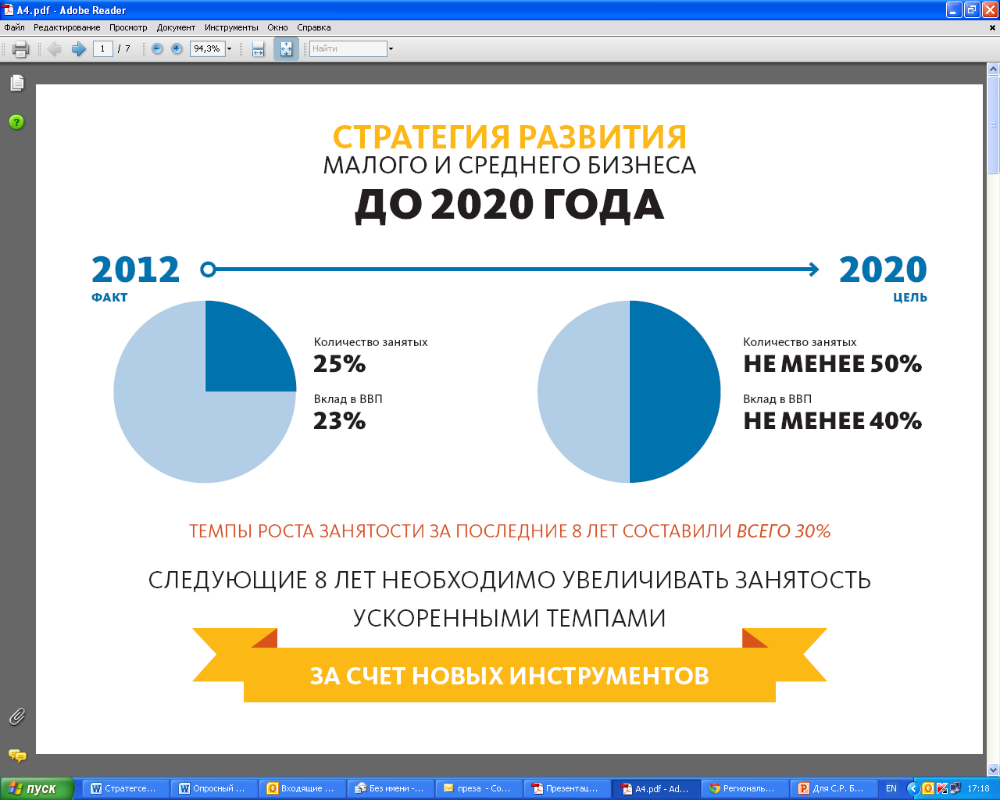 A4.pdf - Adobe Reader
Файл Редактирование Просмотр Документ Инструменты Окно Справка
1 / 7 94,3% Найти
СТРАТЕГИЯ РАЗВИТИЯ
МАЛОГО И СРЕДНЕГО БИЗНЕСА
ДО 2020 ГОДА
2012 2020
ФАКТ ЦЕЛЬ
Количество занятых
25%
Вклад в ВВП
23%
Количество занятых
НЕ МЕНЕЕ 50%
Вклад в ВВП
НЕ МЕНЕЕ 40%
ТЕМПЫ РОСТА ЗАНЯТОСТИ ЗА ПОСЛЕДНИЕ 8 ЛЕТ СОСТАВИЛИ ВСЕГО 30%
СЛЕДУЮЩИЕ 8 ЛЕТ НЕОБХОДИМО УВЕЛИЧИВАТЬ ЗАНЯТОСТЬ
УСКОРЕННЫМИ ТЕМПАМИ
ЗА СЧЕТ НОВЫХ ИНСТРУМЕНТОВ
пуск Стратегсе... Опросный ... Входящие ... Без имени -... преза - Со... Презентац... A4.pdf - Ad... Регионалы... Для С.Р. Б... EN 17:18